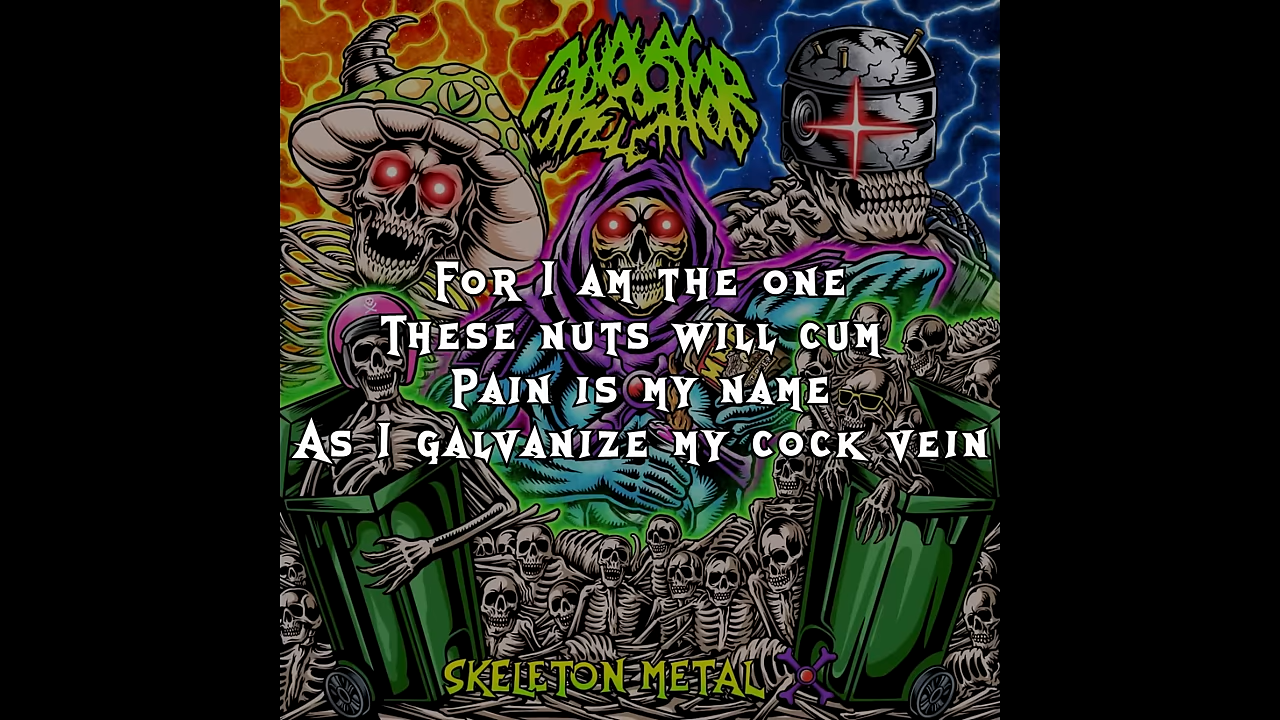 For I am the one
These nuts will cum
Pain is my name
As I galvanize my cock vein
SKELETON METAL